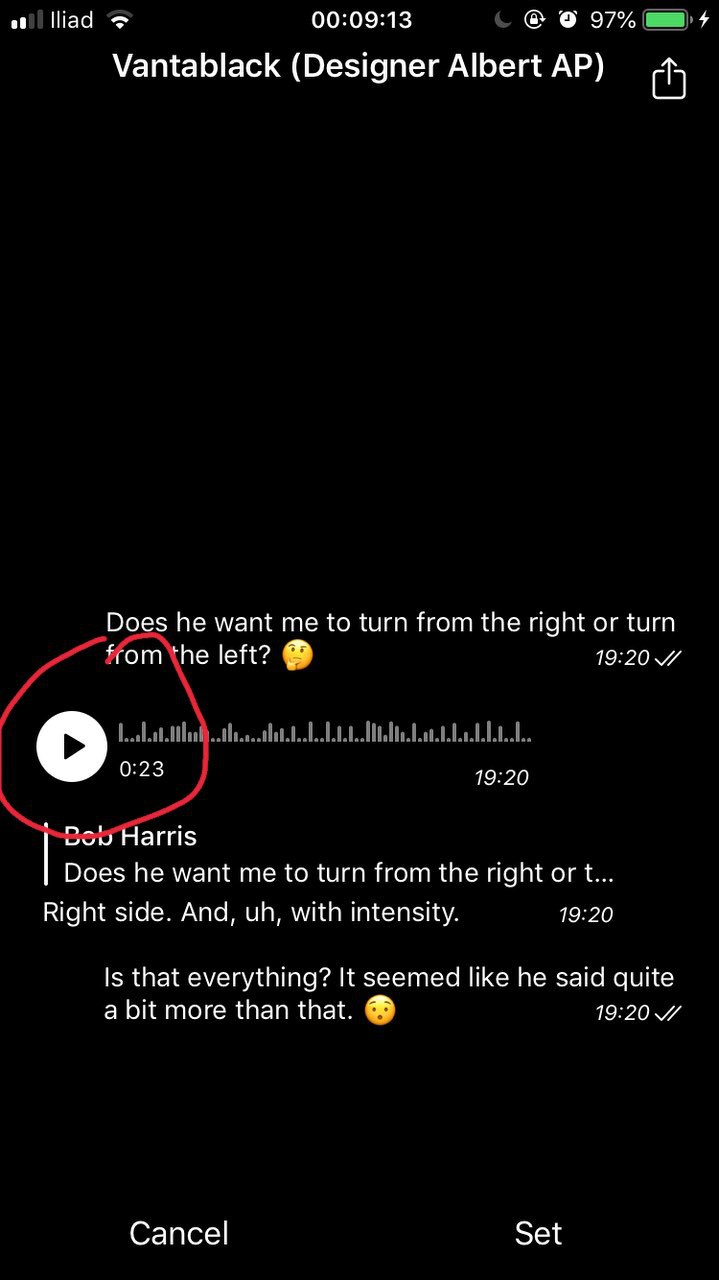 Iliad 00:09:13 97%
Vantablack (Designer Albert AP)
Does he want me to turn from the right or turn
from the left? 🤔 19:20
0:23 19:20
Bob Harris
Does he want me to turn from the right or t...
Right side. And, uh, with intensity. 19:20
Is that everything? It seemed like he said quite
a bit more than that. 😯 19:20
Cancel Set